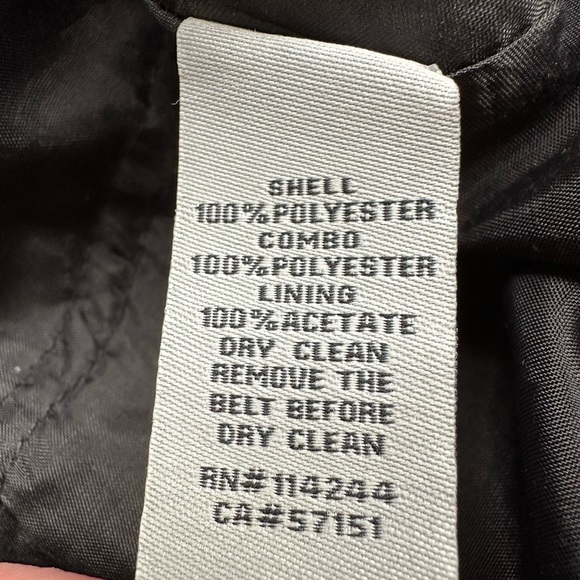 SHELL
100%POLYESTER
COMBO
100%POLYESTER
LINING
100%ACETATE
DRY CLEAN
REMOVE THE
BELT BEFORE
DRY CLEAN
RN#114244
CA#57151